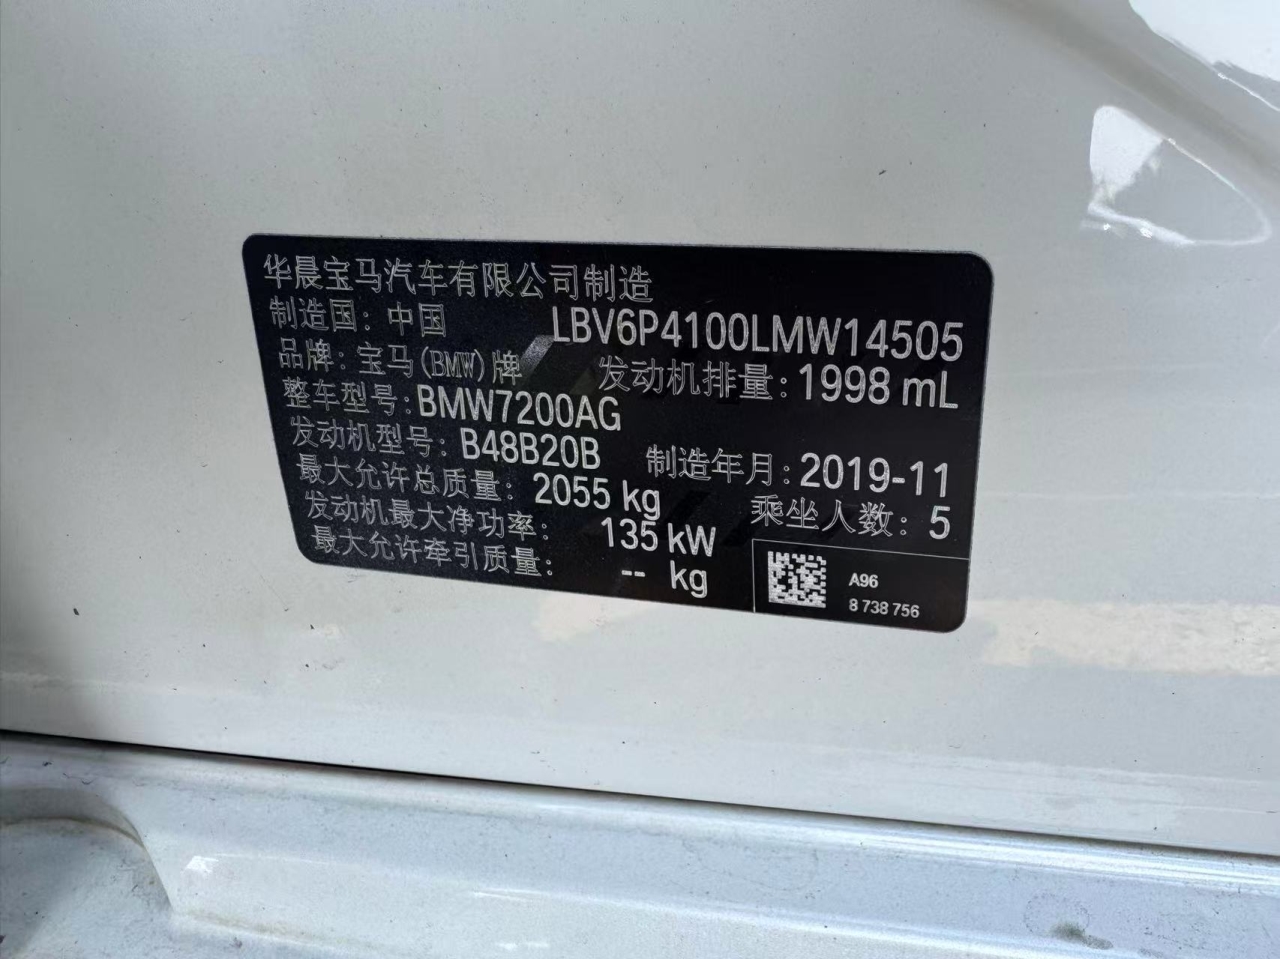 华晨宝马汽车有限公司制造
制造国：中国 LBV6P4100LMW14505
品牌：宝马(BMW)牌 发动机排量：1998 mL
整车型号：BMW7200AG
发动机型号：B48B20B 制造年月：2019-11
最大允许总质量：2055 kg 乘坐人数：5
发动机最大净功率：135 kW
最大允许牵引质量：-- kg
A96
8 738 756